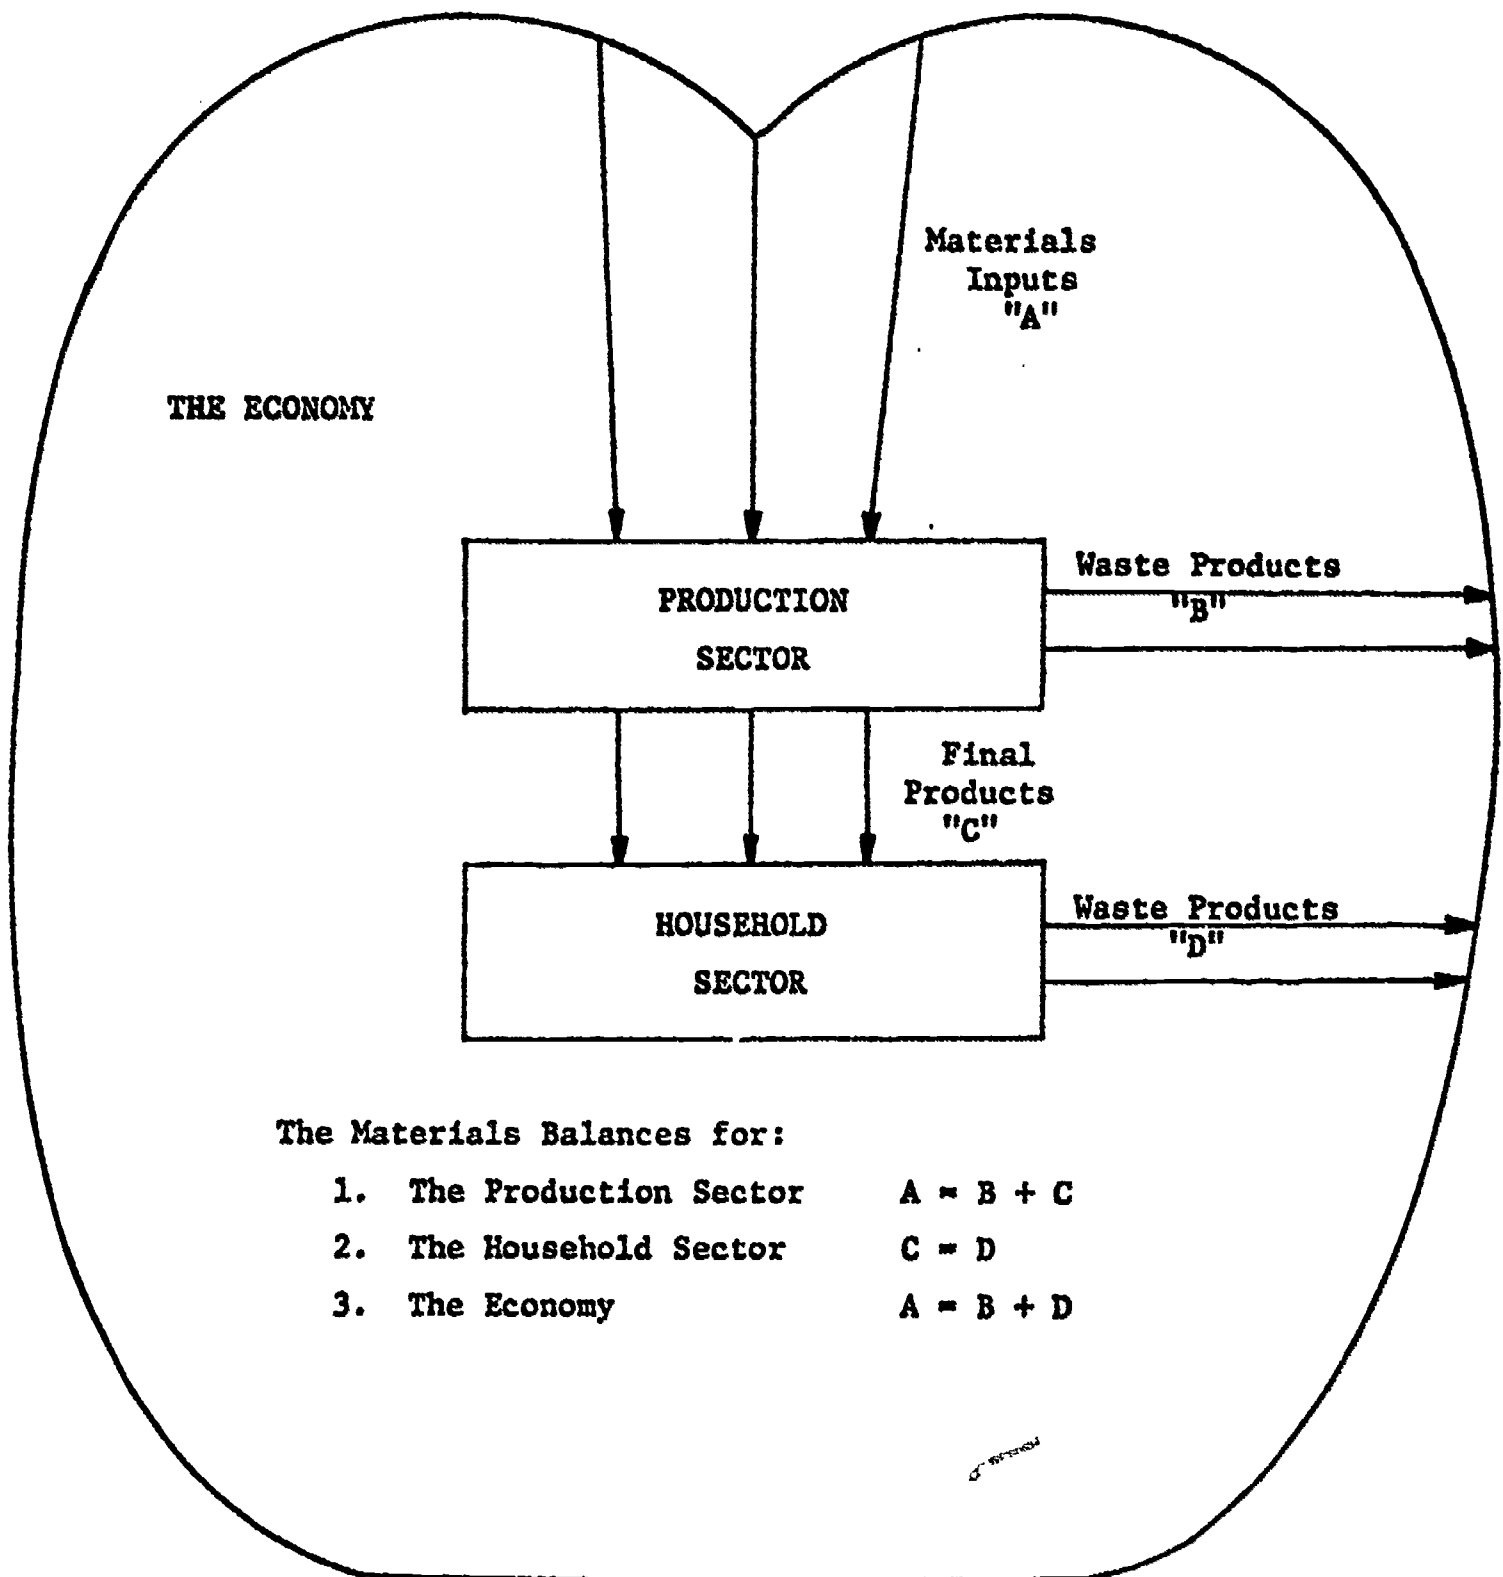 Materials
Inputs
"A"
THE ECONOMY
PRODUCTION
SECTOR
Waste Products
"B"
Final
Products
"C"
HOUSEHOLD
SECTOR
Waste Products
"D"
The Materials Balances for:
1. The Production Sector A = B + C
2. The Household Sector C = D
3. The Economy A = B + D